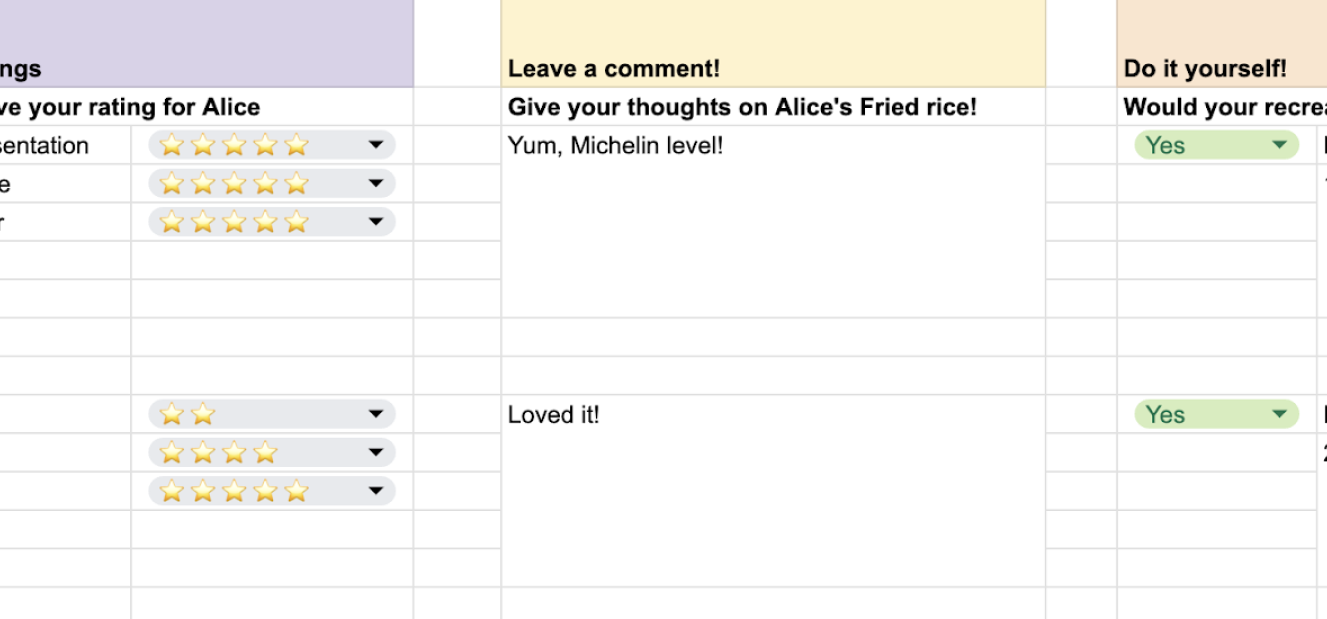 ngs
Leave a comment!
Do it yourself!
ve your rating for Alice
Give your thoughts on Alice's Fried rice!
Would your recrea
sentation
Yum, Michelin level!
Yes
e
r
Loved it!
Yes